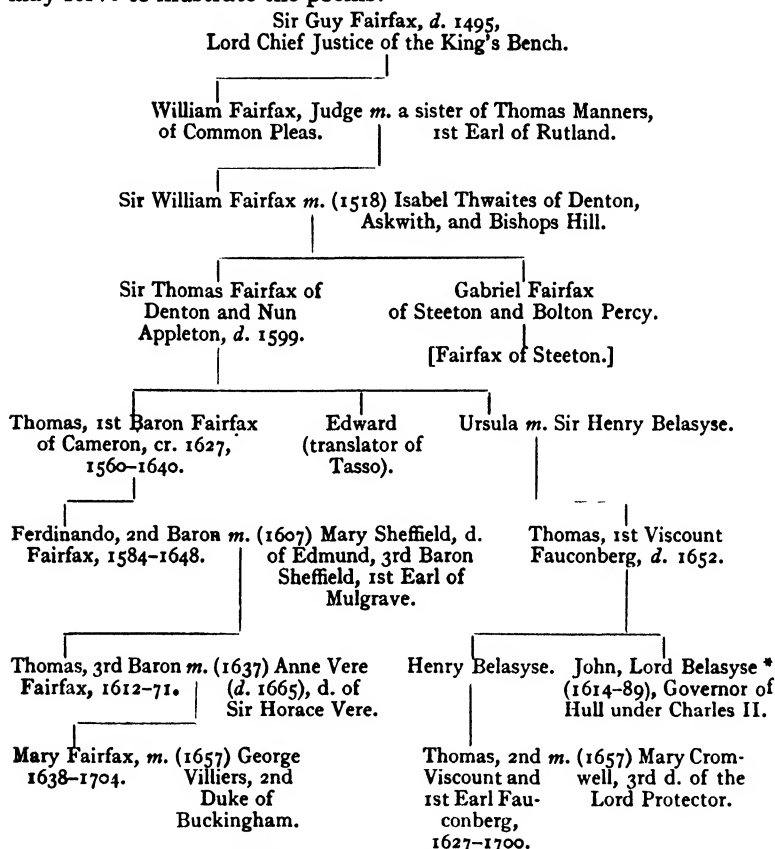 may serve to illustrate the poems.
Sir Guy Fairfax, d. 1495,
Lord Chief Justice of the King's Bench.
William Fairfax, Judge m. a sister of Thomas Manners,
of Common Pleas. 1st Earl of Rutland.
Sir William Fairfax m. (1518) Isabel Thwaites of Denton,
Askwith, and Bishops Hill.
Sir Thomas Fairfax of
Denton and Nun
Appleton, d. 1599.
Gabriel Fairfax
of Steeton and Bolton Percy.
[Fairfax of Steeton.]
Thomas, 1st Baron Fairfax
of Cameron, cr. 1627,
1560–1640.
Edward
(translator of
Tasso).
Ursula m. Sir Henry Belasyse.
Ferdinando, 2nd Baron m. (1607) Mary Sheffield, d.
Fairfax, 1584–1648. of Edmund, 3rd Baron
Sheffield, 1st Earl of
Mulgrave.
Thomas, 1st Viscount
Fauconberg, d. 1652.
Thomas, 3rd Baron m. (1637) Anne Vere
Fairfax, 1612–71. (d. 1665), d. of
Sir Horace Vere.
Henry Belasyse.
John, Lord Belasyse *
(1614–89), Governor of
Hull under Charles II.
Mary Fairfax, m. (1657) George
1638–1704. Villiers, 2nd
Duke of
Buckingham.
Thomas, 2nd m. (1657) Mary Crom-
Viscount and well, 3rd d. of the
1st Earl Fau- Lord Protector.
conberg,
1627–1700.